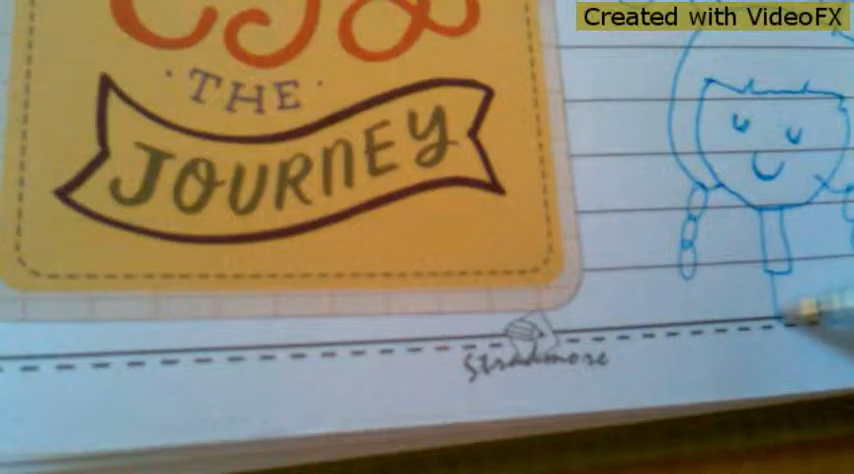 Created with VideoFX
· THE ·
JOURNEY
Strathmore